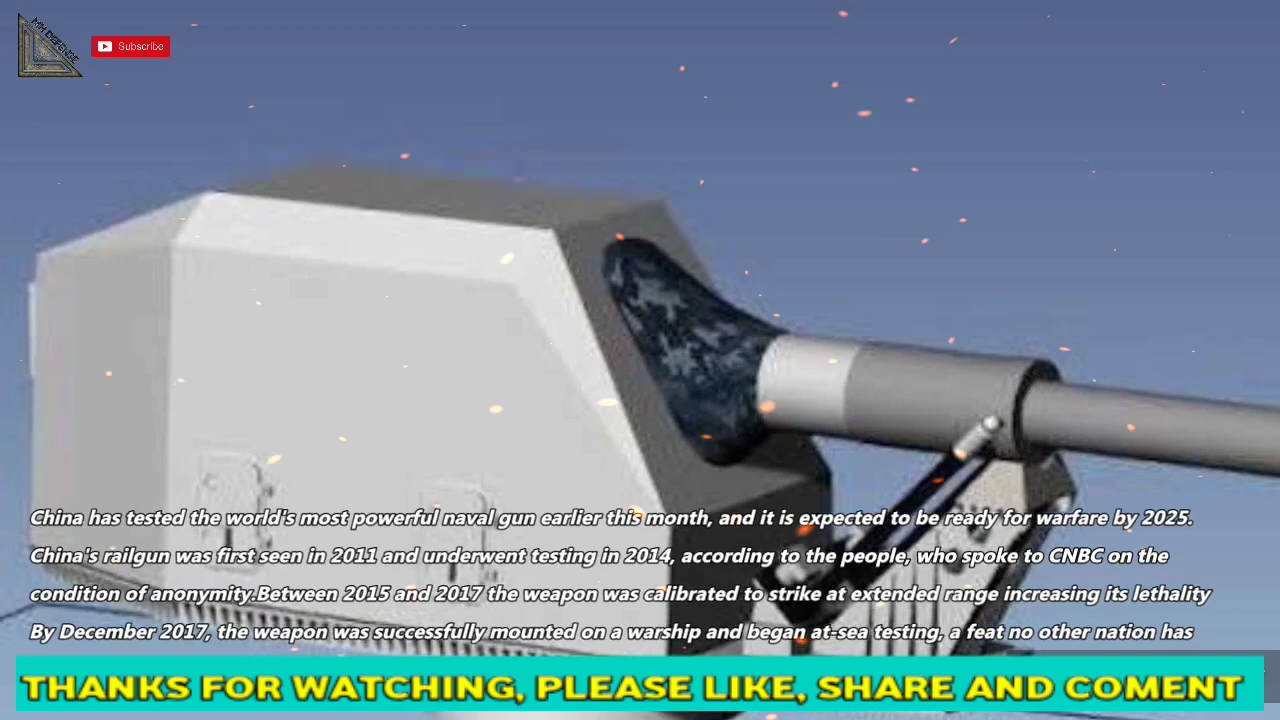 MH DEFENSE
Subscribe
China has tested the world's most powerful naval gun earlier this month, and it is expected to be ready for warfare by 2025.
China's railgun was first seen in 2011 and underwent testing in 2014, according to the people, who spoke to CNBC on the
condition of anonymity.Between 2015 and 2017 the weapon was calibrated to strike at extended range increasing its lethality
By December 2017, the weapon was successfully mounted on a warship and began at-sea testing, a feat no other nation has
THANKS FOR WATCHING, PLEASE LIKE, SHARE AND COMENT